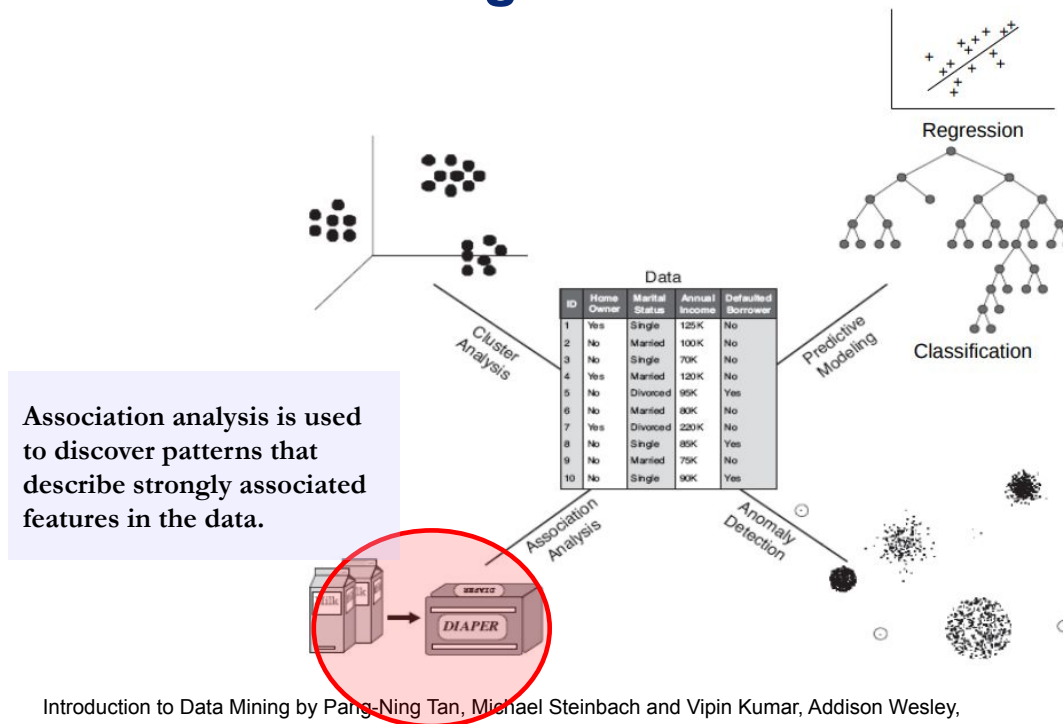 g
Regression
Data
ID Home Owner Marital Status Annual Income Defaulted Borrower
1 Yes Single 125K No
2 No Married 100K No
3 No Single 70K No
4 Yes Married 120K No
5 No Divorced 95K Yes
6 No Married 80K No
7 Yes Divorced 220K No
8 No Single 85K Yes
9 No Married 75K No
10 No Single 90K Yes
Cluster
Analysis
Predictive
Modeling
Classification
Association analysis is used
to discover patterns that
describe strongly associated
features in the data.
Association
Analysis
Anomaly
Detection
Milk
DIAPER
DIAPER
Introduction to Data Mining by Pang-Ning Tan, Michael Steinbach and Vipin Kumar, Addison Wesley,